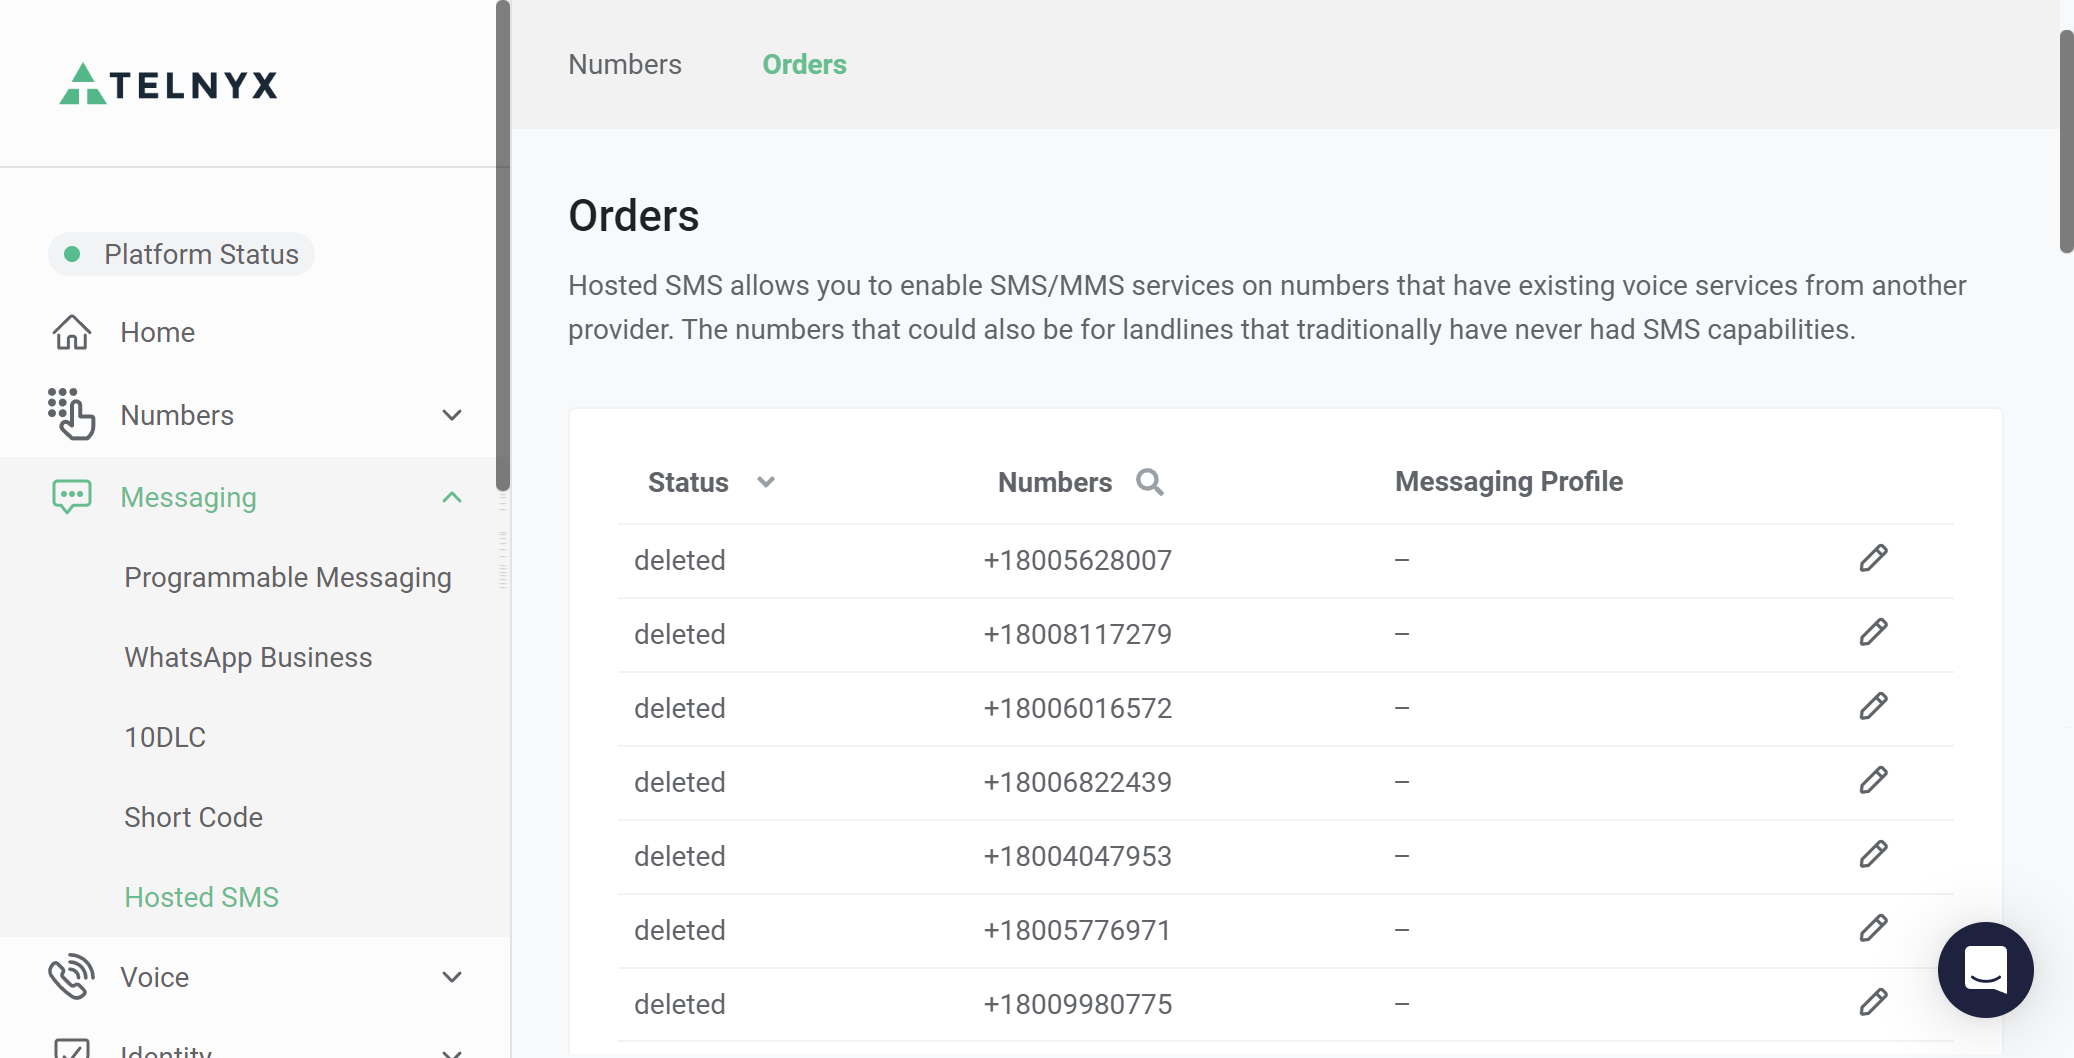 TELNYX
Platform Status
Home
Numbers
Messaging
Programmable Messaging
WhatsApp Business
10DLC
Short Code
Hosted SMS
Voice
Identity
Numbers Orders
Orders
Hosted SMS allows you to enable SMS/MMS services on numbers that have existing voice services from another
provider. The numbers that could also be for landlines that traditionally have never had SMS capabilities.
Status Numbers Messaging Profile
deleted +18005628007 –
deleted +18008117279 –
deleted +18006016572 –
deleted +18006822439 –
deleted +18004047953 –
deleted +18005776971 –
deleted +18009980775 –